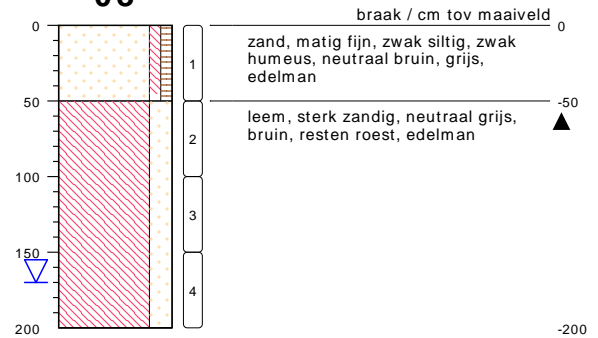 braak / cm tov maaiveld
0
0
zand, matig fijn, zwak siltig, zwak
humeus, neutraal bruin, grijs,
edelman
1
50
-50
leem, sterk zandig, neutraal grijs,
bruin, resten roest, edelman
2
100
3
150
4
200
-200